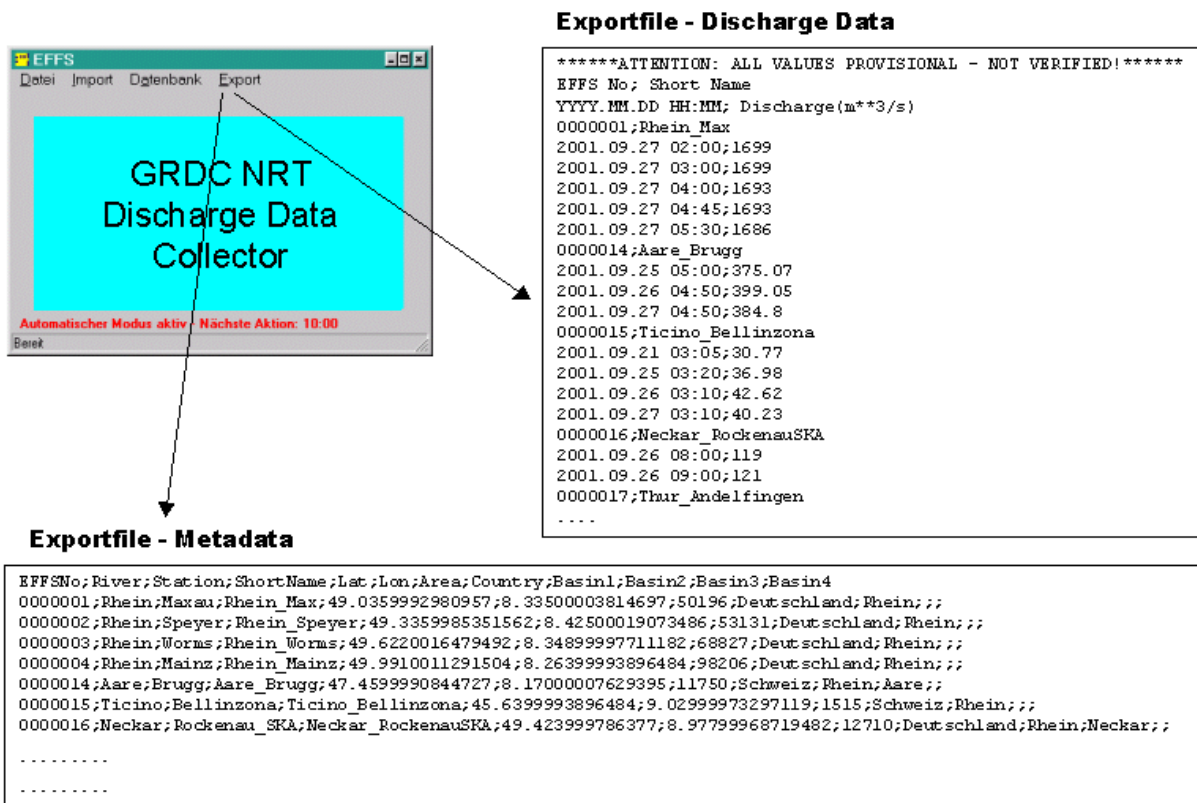 Exportfile - Discharge Data
EFFS
Datei Import Datenbank Export
GRDC NRT
Discharge Data
Collector
Automatischer Modus aktiv Nächste Aktion: 10:00
Bereit
******ATTENTION: ALL VALUES PROVISIONAL - NOT VERIFIED!******
EFFS No; Short Name
YYYY.MM.DD HH:MM; Discharge(m**3/s)
0000001;Rhein_Max
2001.09.27 02:00;1699
2001.09.27 03:00;1699
2001.09.27 04:00;1693
2001.09.27 04:45;1693
2001.09.27 05:30;1686
0000014;Aare_Brugg
2001.09.25 05:00;375.07
2001.09.26 04:50;399.05
2001.09.27 04:50;384.8
0000015;Ticino_Bellinzona
2001.09.21 03:05;30.77
2001.09.25 03:20;36.98
2001.09.26 03:10;42.62
2001.09.27 03:10;40.23
0000016;Neckar_RockenauSKA
2001.09.26 08:00;119
2001.09.26 09:00;121
0000017;Thur_Andelfingen
....
Exportfile - Metadata
EFFSNo;River;Station;ShortName;Lat;Lon;Area;Country;Basin1;Basin2;Basin3;Basin4
0000001;Rhein;Maxau;Rhein_Max;49.0359992980957;8.33500003814697;50196;Deutschland;Rhein;;;
0000002;Rhein;Speyer;Rhein_Speyer;49.3359985351562;8.42500019073486;53131;Deutschland;Rhein;;;
0000003;Rhein;Worms;Rhein_Worms;49.6220016479492;8.34899997711182;68827;Deutschland;Rhein;;;
0000004;Rhein;Mainz;Rhein_Mainz;49.9910011291504;8.26399993896484;98206;Deutschland;Rhein;;;
0000014;Aare;Brugg;Aare_Brugg;47.4599990844727;8.17000007629395;11750;Schweiz;Rhein;Aare;;
0000015;Ticino;Bellinzona;Ticino_Bellinzona;45.6399993896484;9.02999973297119;1515;Schweiz;Rhein;;;
0000016;Neckar;Rockenau_SKA;Neckar_RockenauSKA;49.423999786377;8.97799968719482;12710;Deutschland;Rhein;Neckar;;
.........
.........